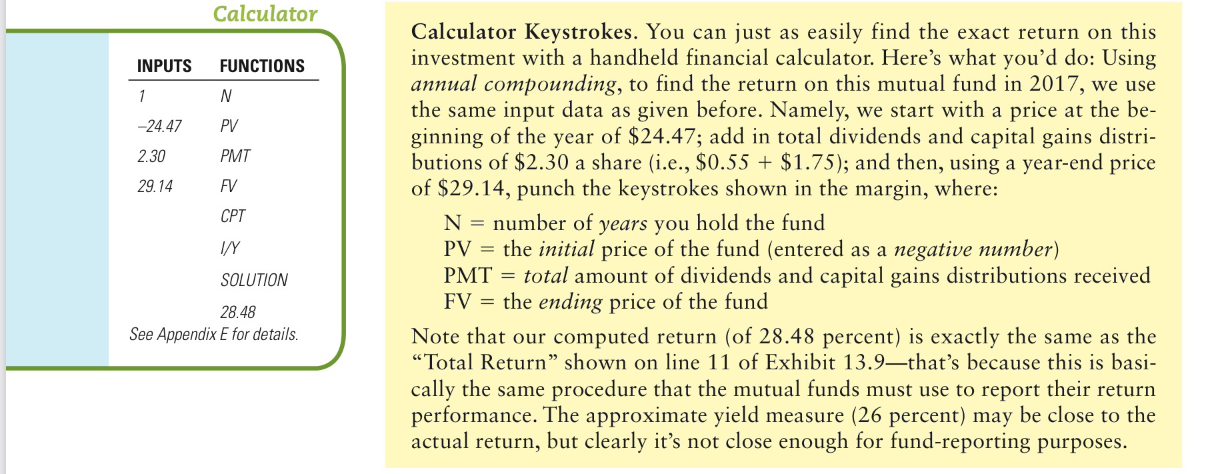 Calculator
INPUTS FUNCTIONS
1 N
–24.47 PV
2.30 PMT
29.14 FV
CPT
I/Y
SOLUTION
28.48
See Appendix E for details.
Calculator Keystrokes. You can just as easily find the exact return on this
investment with a handheld financial calculator. Here’s what you’d do: Using
annual compounding, to find the return on this mutual fund in 2017, we use
the same input data as given before. Namely, we start with a price at the be-
ginning of the year of $24.47; add in total dividends and capital gains distri-
butions of $2.30 a share (i.e., $0.55 + $1.75); and then, using a year-end price
of $29.14, punch the keystrokes shown in the margin, where:
N = number of years you hold the fund
PV = the initial price of the fund (entered as a negative number)
PMT = total amount of dividends and capital gains distributions received
FV = the ending price of the fund
Note that our computed return (of 28.48 percent) is exactly the same as the
“Total Return” shown on line 11 of Exhibit 13.9—that’s because this is basi-
cally the same procedure that the mutual funds must use to report their return
performance. The approximate yield measure (26 percent) may be close to the
actual return, but clearly it’s not close enough for fund-reporting purposes.